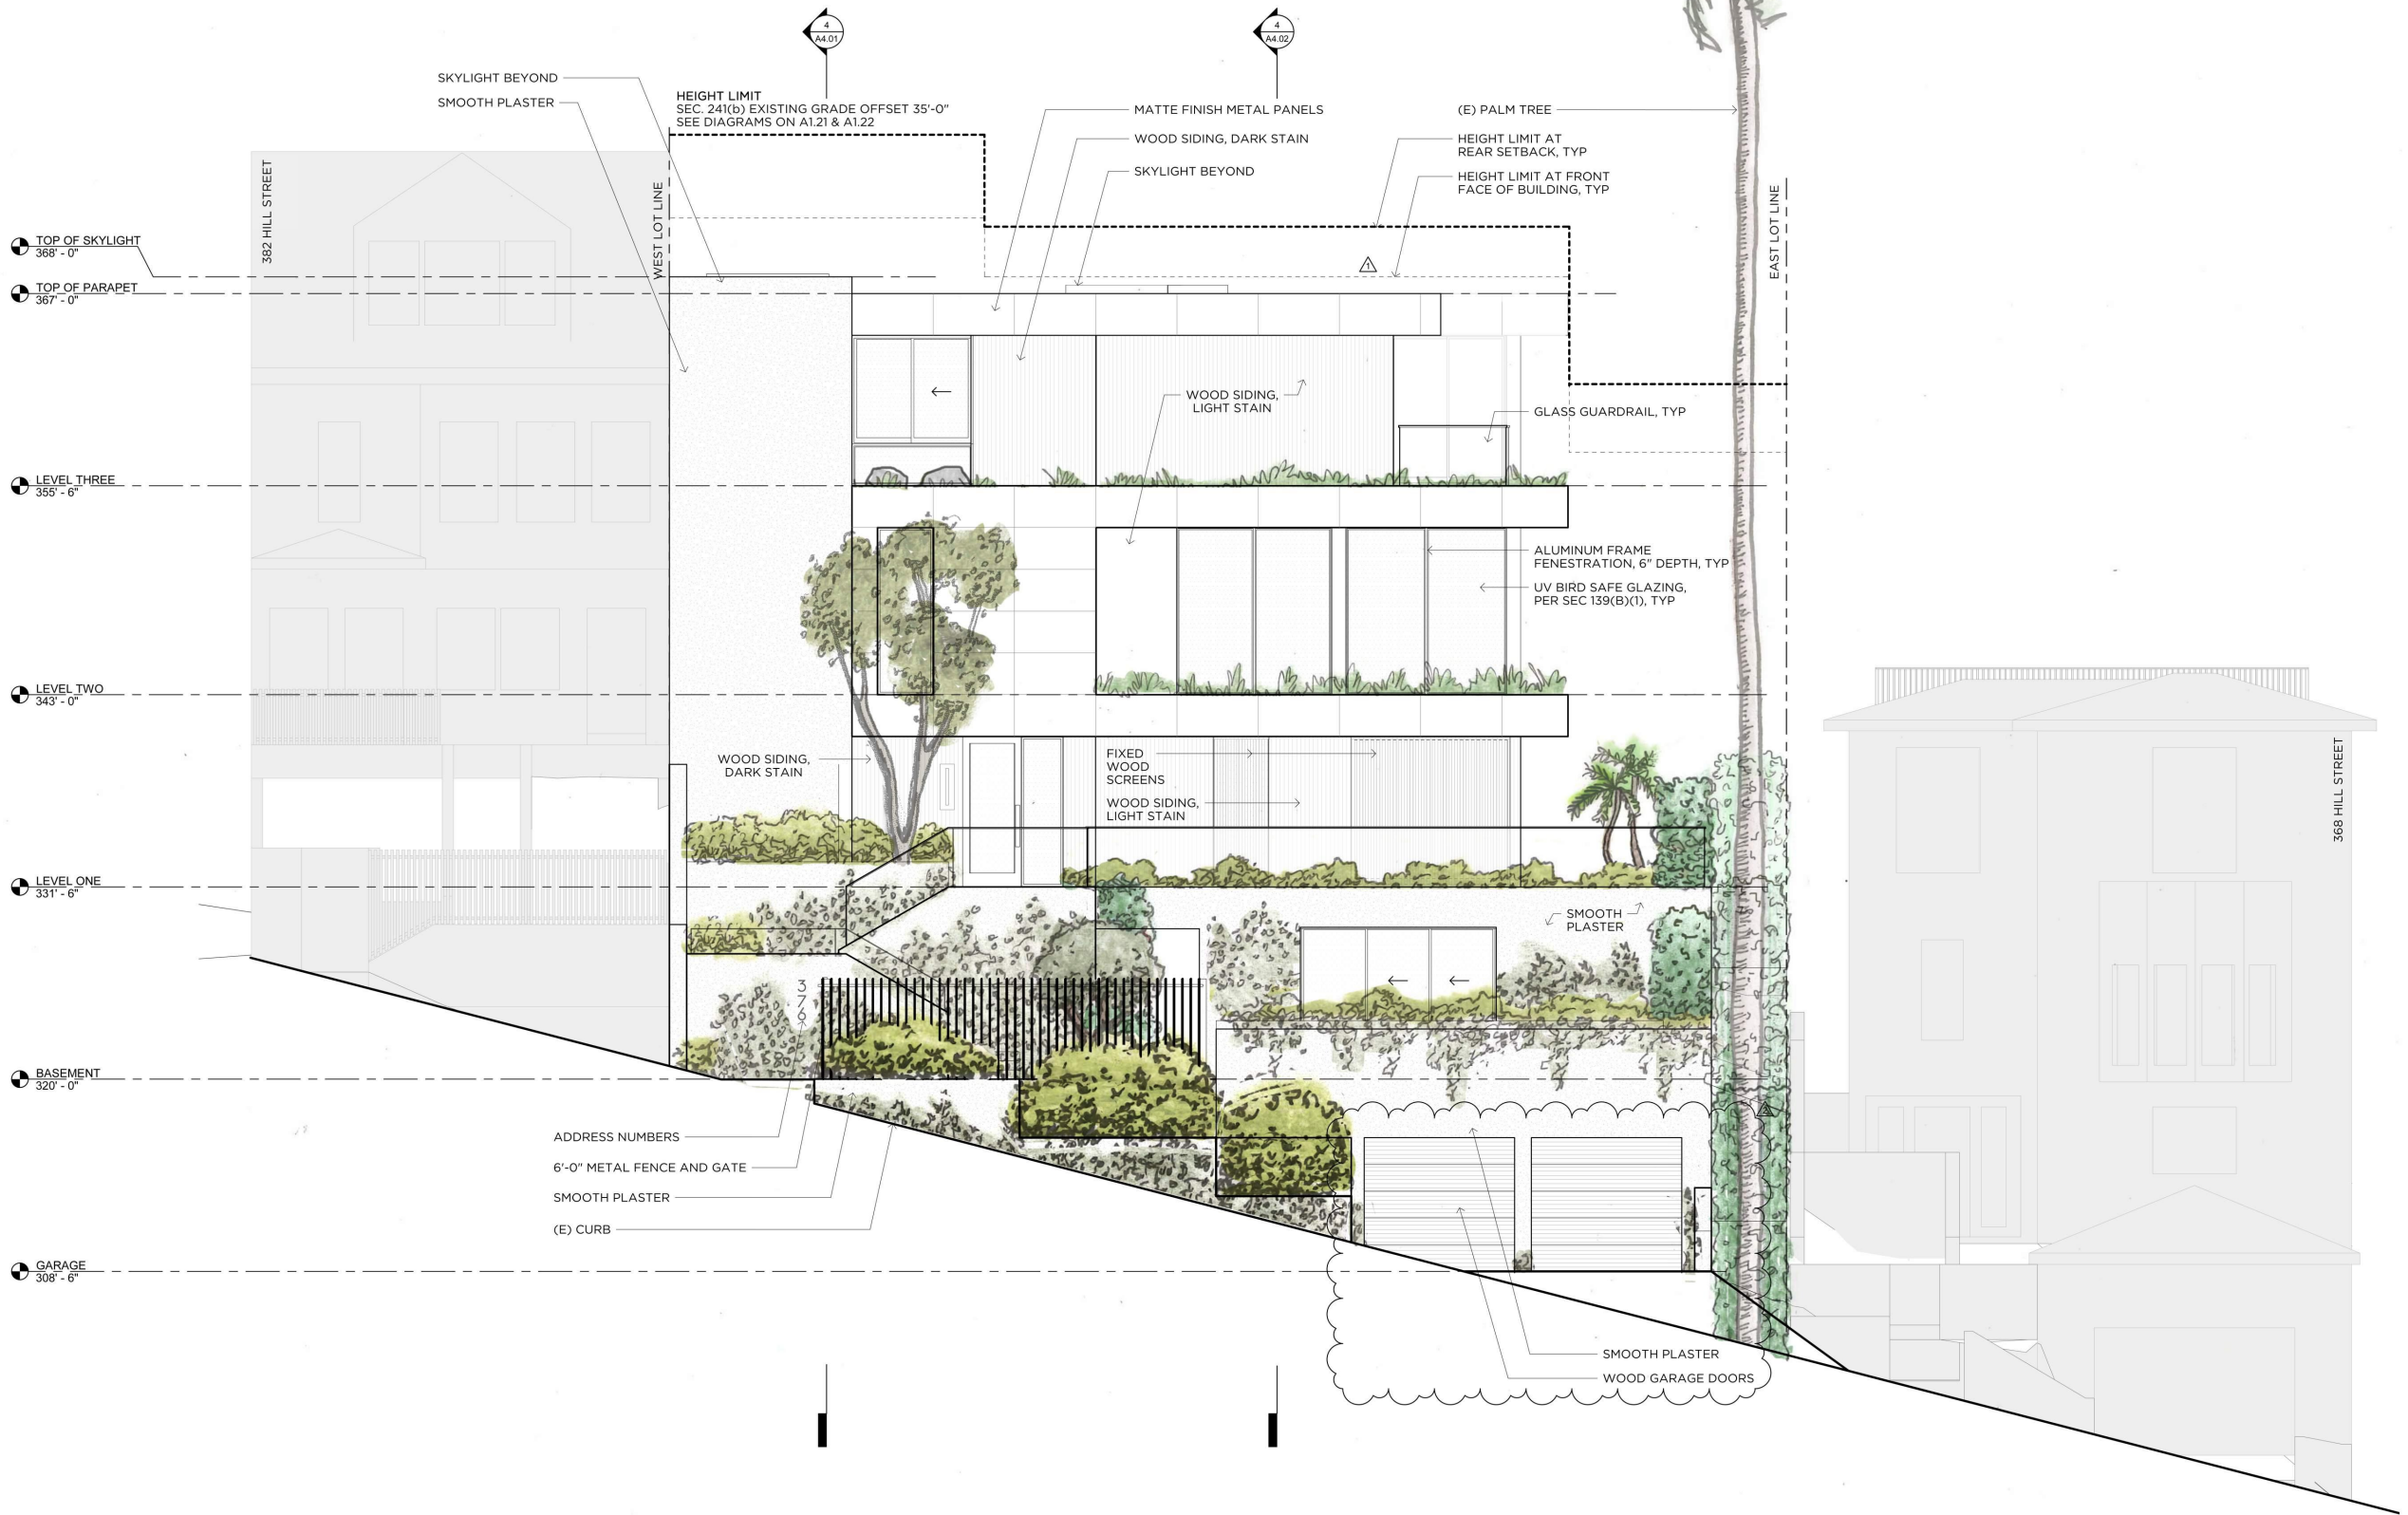 4
A4.01
4
A4.02
SKYLIGHT BEYOND
SMOOTH PLASTER
HEIGHT LIMIT
SEC. 241(b) EXISTING GRADE OFFSET 35'-0"
SEE DIAGRAMS ON A1.21 & A1.22
MATTE FINISH METAL PANELS
WOOD SIDING, DARK STAIN
SKYLIGHT BEYOND
(E) PALM TREE
HEIGHT LIMIT AT
REAR SETBACK, TYP
HEIGHT LIMIT AT FRONT
FACE OF BUILDING, TYP
382 HILL STREET
WEST LOT LINE
EAST LOT LINE
TOP OF SKYLIGHT
368' - 0"
1
TOP OF PARAPET
367' - 0"
WOOD SIDING,
LIGHT STAIN
GLASS GUARDRAIL, TYP
LEVEL THREE
355' - 6"
ALUMINUM FRAME
FENESTRATION, 6" DEPTH, TYP
UV BIRD SAFE GLAZING,
PER SEC 139(B)(1), TYP
LEVEL TWO
343' - 0"
WOOD SIDING,
DARK STAIN
FIXED
WOOD
SCREENS
WOOD SIDING,
LIGHT STAIN
368 HILL STREET
LEVEL ONE
331' - 6"
SMOOTH
PLASTER
3
7
6
BASEMENT
320' - 0"
ADDRESS NUMBERS
6'-0" METAL FENCE AND GATE
SMOOTH PLASTER
(E) CURB
GARAGE
308' - 6"
SMOOTH PLASTER
WOOD GARAGE DOORS